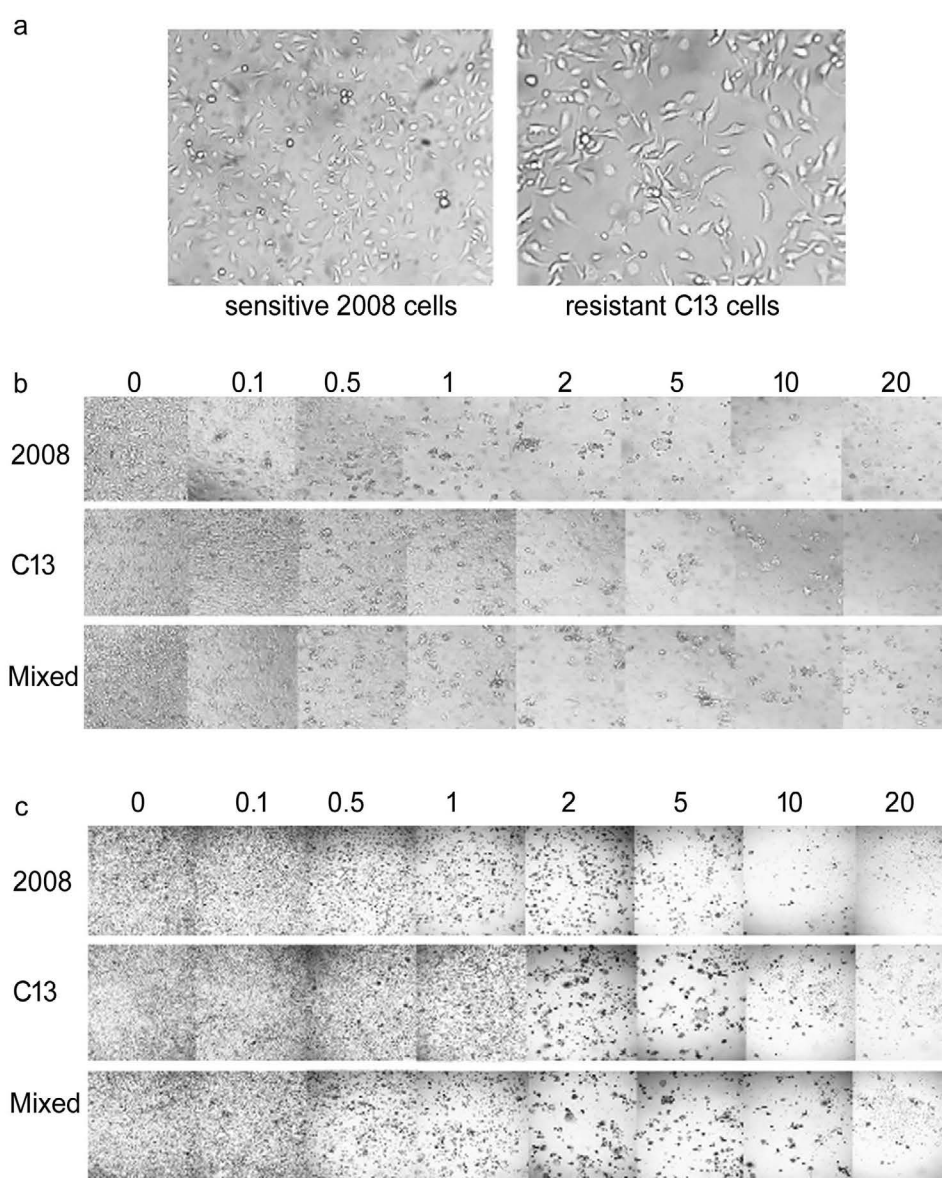 a
sensitive 2008 cells resistant C13 cells
b 0 0.1 0.5 1 2 5 10 20
2008
C13
Mixed
c 0 0.1 0.5 1 2 5 10 20
2008
C13
Mixed